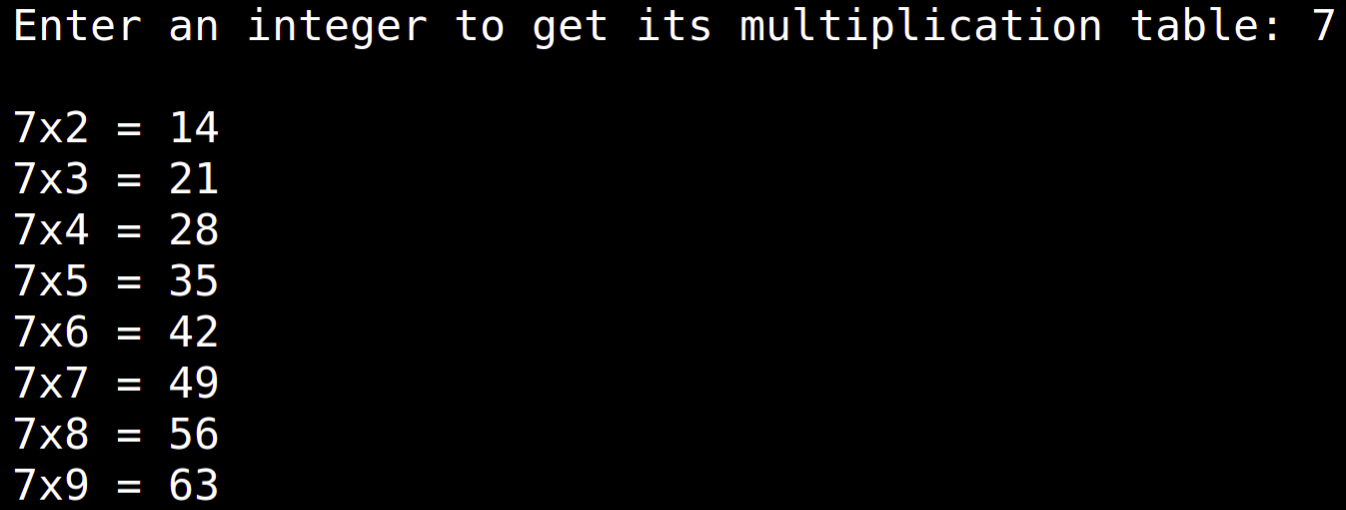 Enter an integer to get its multiplication table: 7
7x2 = 14
7x3 = 21
7x4 = 28
7x5 = 35
7x6 = 42
7x7 = 49
7x8 = 56
7x9 = 63